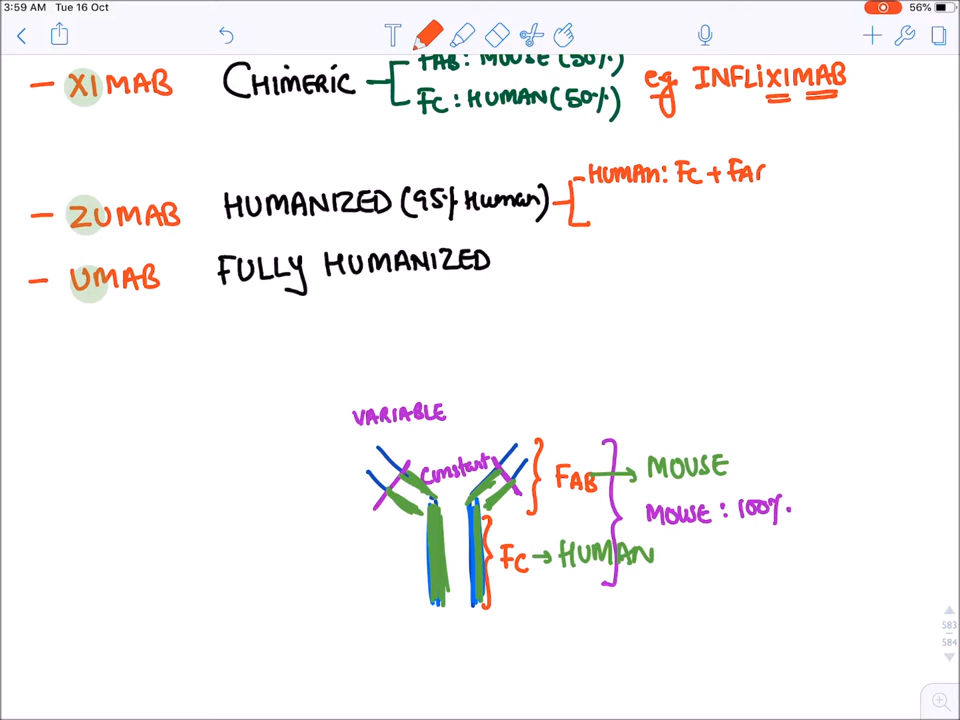 3:59 AM Tue 16 Oct
56%
T
FAB: MOUSE (50%)
- XIMAB CHIMERIC eg. INFLIXIMAB
FC: HUMAN (50%)
- HUMAN: FC + FA
- ZUMAB HUMANIZED (95% Human)
- UMAB FULLY HUMANIZED
VARIABLE
Constant
FAB → MOUSE
MOUSE : 100%.
FC → HUMAN
583
584